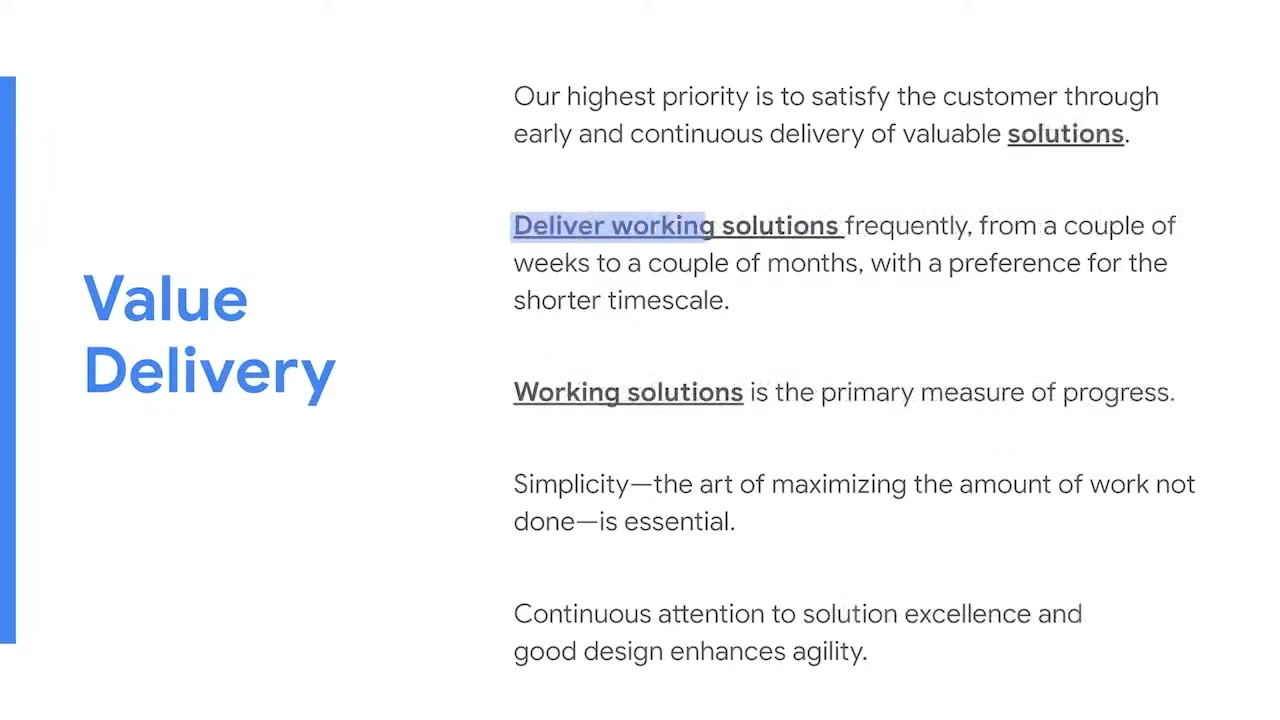 Value
Delivery
Our highest priority is to satisfy the customer through
early and continuous delivery of valuable solutions.
Deliver working solutions frequently, from a couple of
weeks to a couple of months, with a preference for the
shorter timescale.
Working solutions is the primary measure of progress.
Simplicity—the art of maximizing the amount of work not
done—is essential.
Continuous attention to solution excellence and
good design enhances agility.